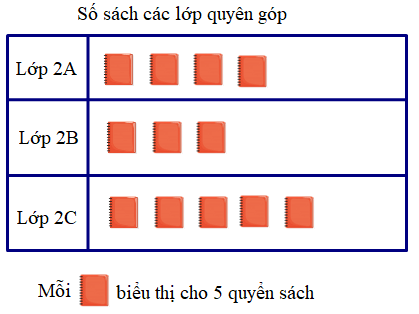 Số sách các lớp quyên góp
Lớp 2A
Lớp 2B
Lớp 2C
Mỗi biểu thị cho 5 quyển sách